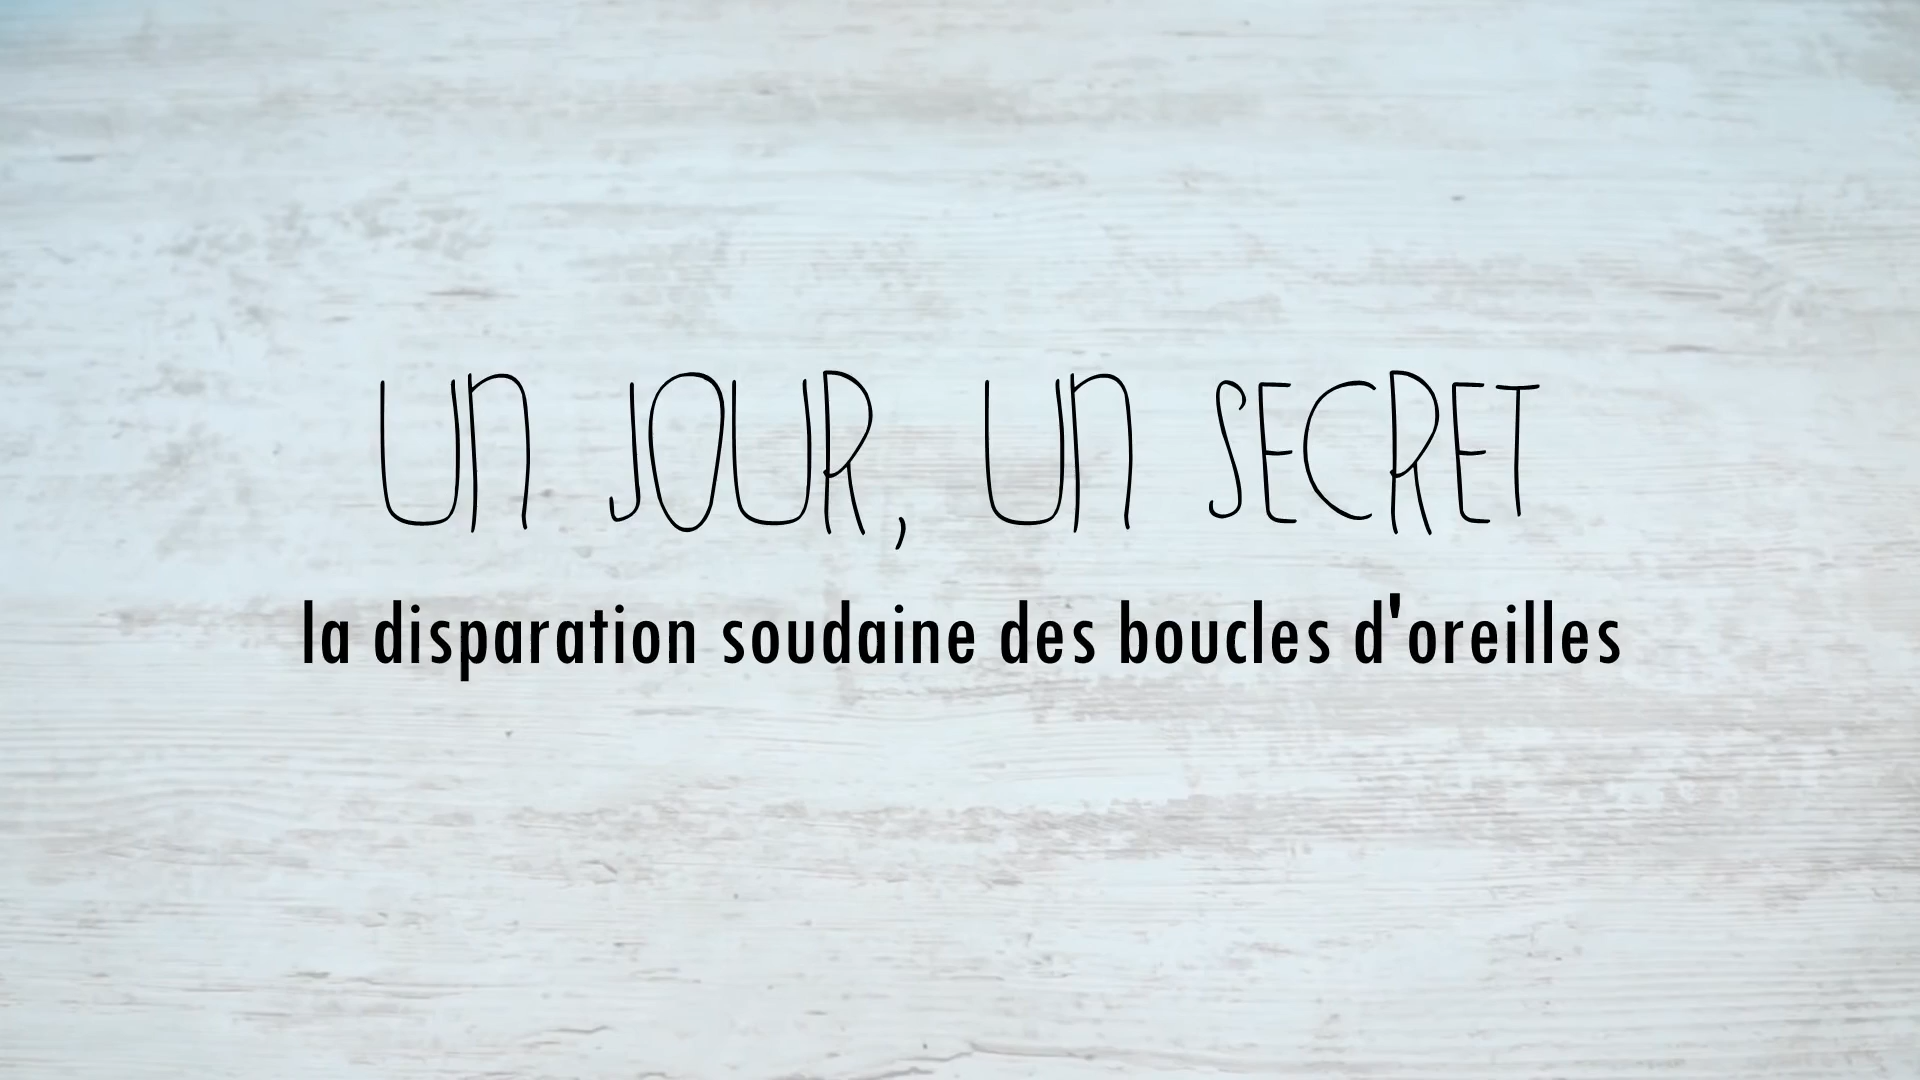 UN JOUR, UN SECRET
la disparation soudaine des boucles d'oreilles